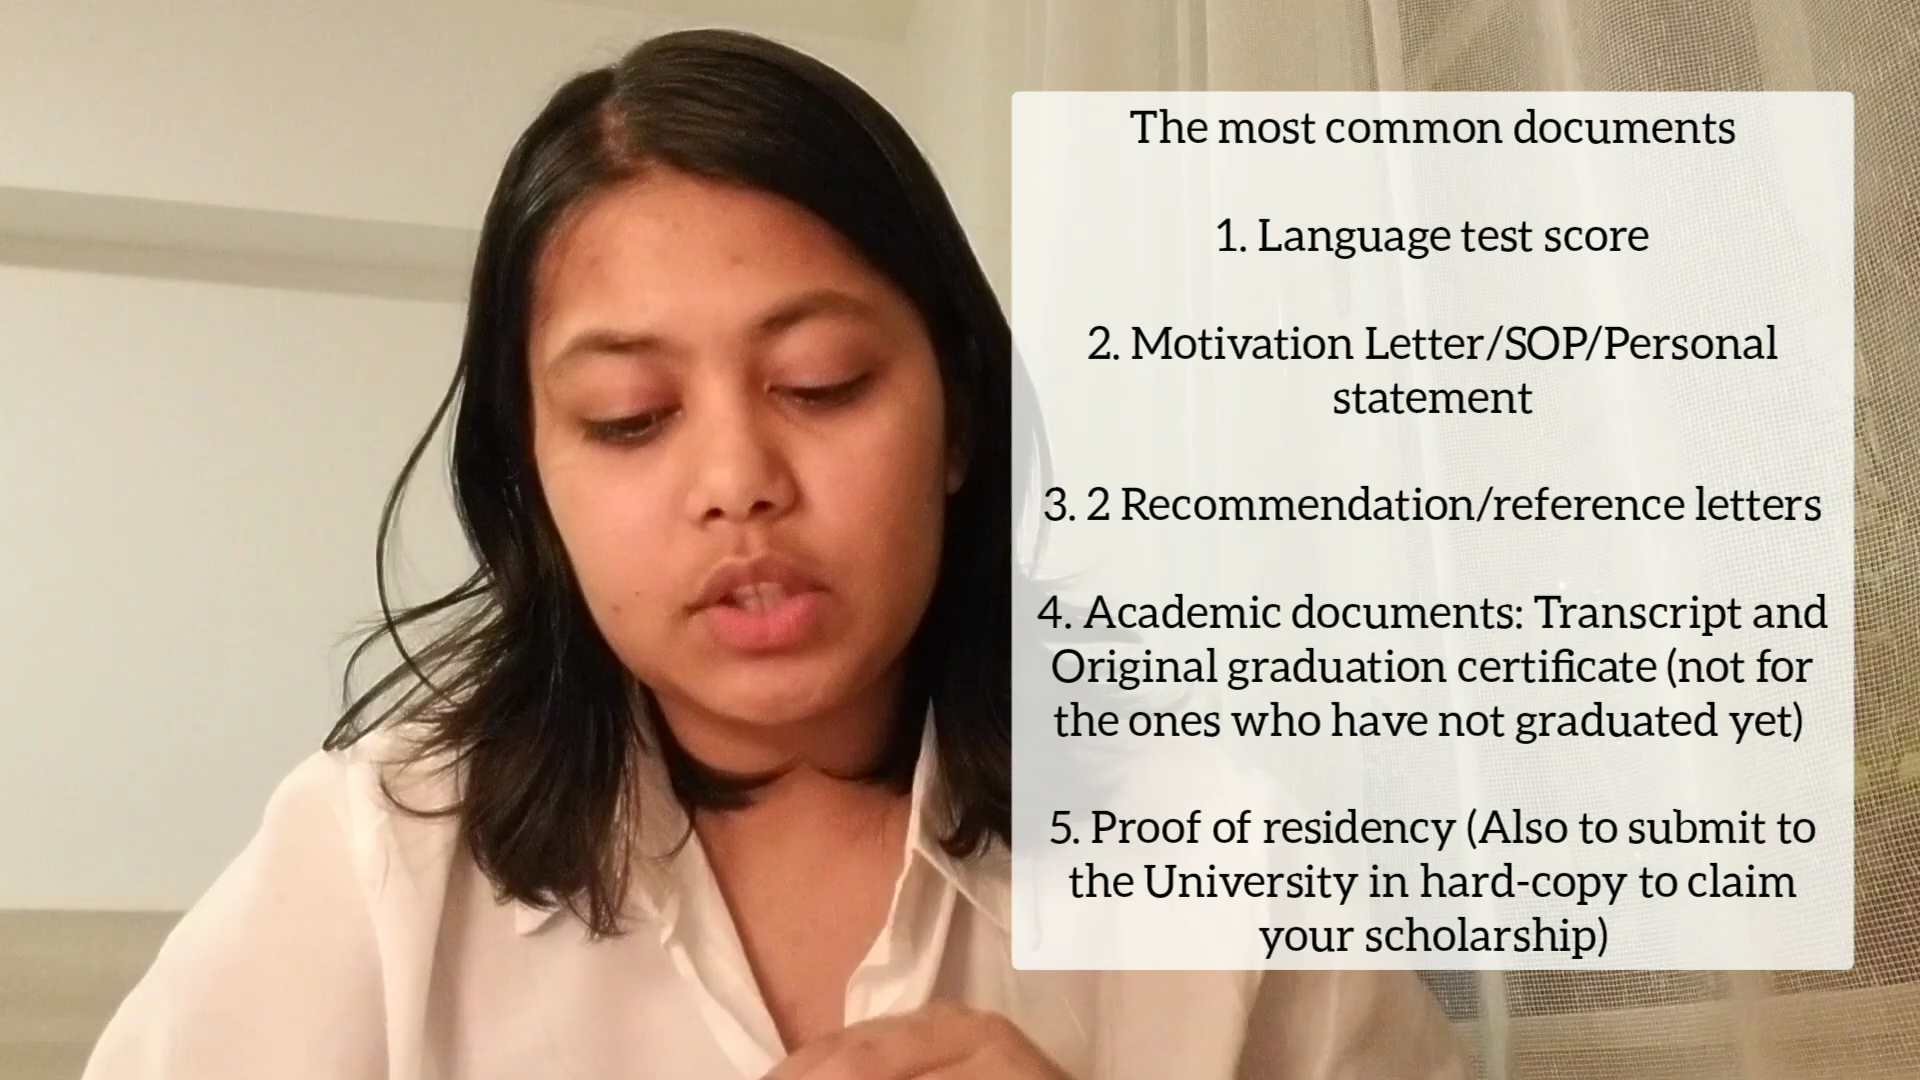 The most common documents
1. Language test score
2. Motivation Letter/SOP/Personal
statement
3. 2 Recommendation/reference letters
4. Academic documents: Transcript and
Original graduation certificate (not for
the ones who have not graduated yet)
5. Proof of residency (Also to submit to
the University in hard-copy to claim
your scholarship)